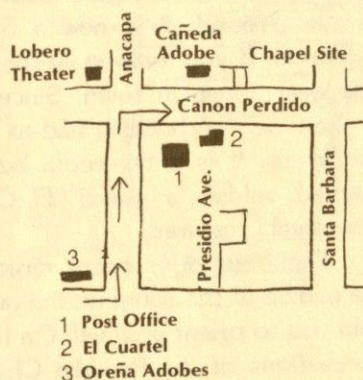 Lobero
Theater
Anacapa
Cañeda
Adobe
Chapel Site
Canon Perdido
2
1
Presidio Ave.
Santa Barbara
3
1 Post Office
2 El Cuartel
3 Oreña Adobes